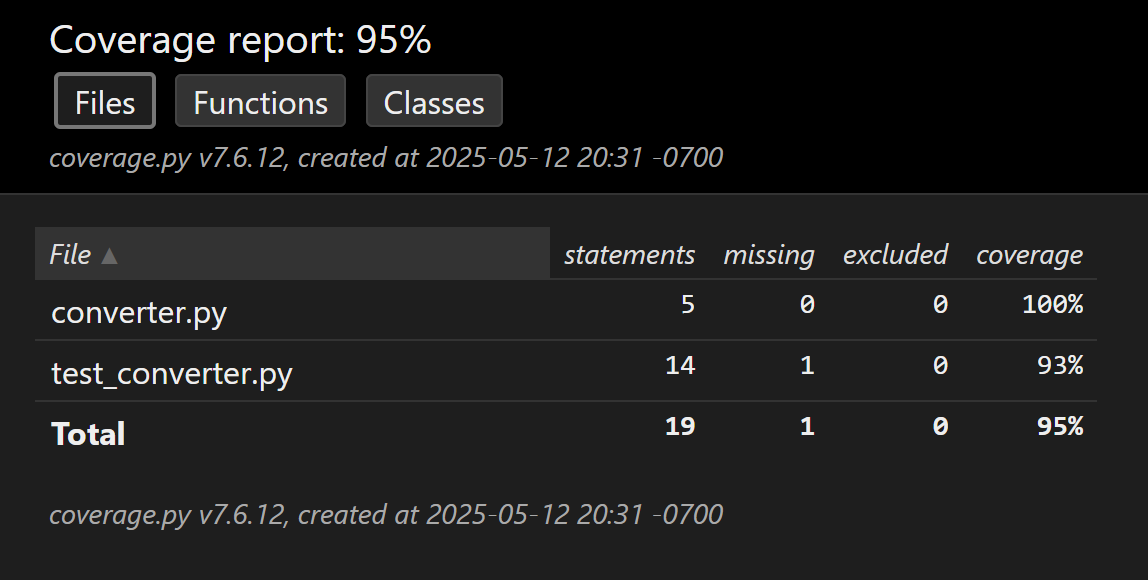 Coverage report: 95%
Files Functions Classes
coverage.py v7.6.12, created at 2025-05-12 20:31 -0700
File ▲ statements missing excluded coverage
converter.py 5 0 0 100%
test_converter.py 14 1 0 93%
Total 19 1 0 95%
coverage.py v7.6.12, created at 2025-05-12 20:31 -0700